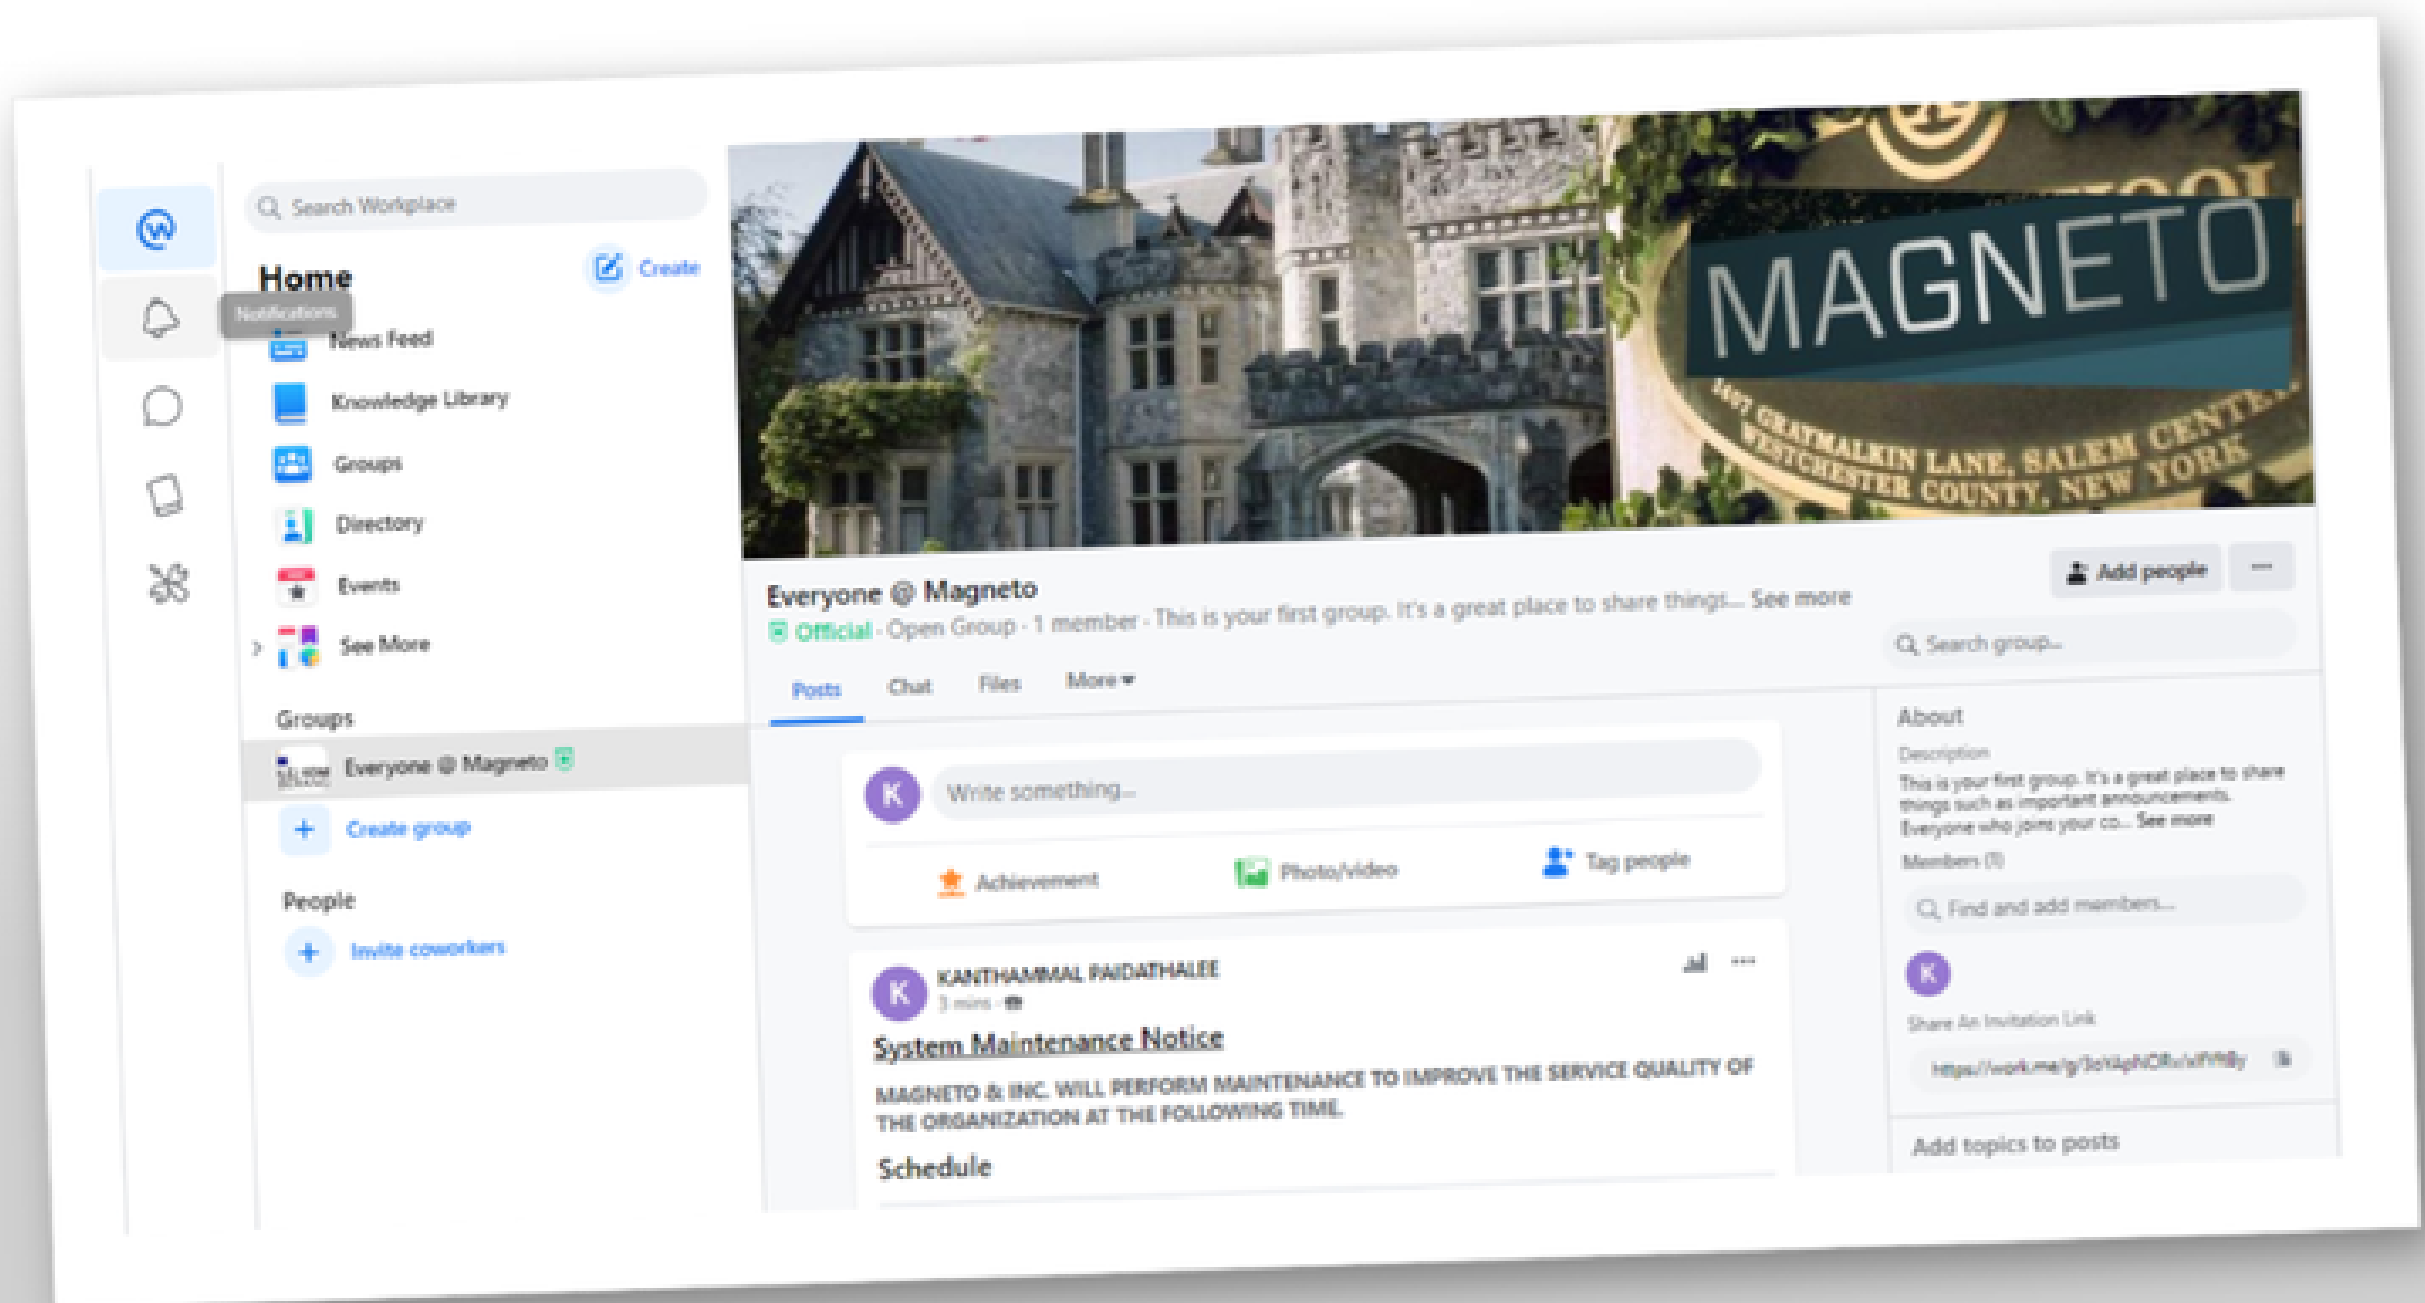 Search Workplace
Home
Create
Notifications
News Feed
Knowledge Library
Groups
Directory
Events
See More
Groups
Everyone @ Magneto
Create group
People
Invite coworkers
MAGNETO
1407 GRAYMALKIN LANE, SALEM CENTER,
WESTCHESTER COUNTY, NEW YORK
Everyone @ Magneto
Official · Open Group · 1 member · This is your first group. It's a great place to share things... See more
Add people
Search group...
Posts
Chat
Files
More
K
Write something...
Achievement
Photo/video
Tag people
K
KANTHAMMAL PAIDATHALEE
3 mins ·
System Maintenance Notice
MAGNETO & INC. WILL PERFORM MAINTENANCE TO IMPROVE THE SERVICE QUALITY OF
THE ORGANIZATION AT THE FOLLOWING TIME.
Schedule
About
Description
This is your first group. It's a great place to share
things such as important announcements.
Everyone who joins your co... See more
Members (1)
Find and add members...
K
Share An Invitation Link
Add topics to posts